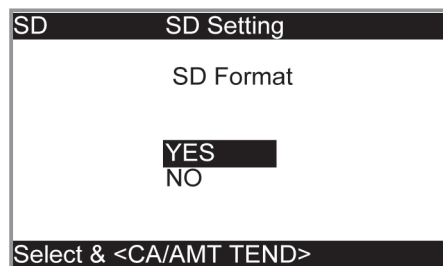 SD SD Setting
SD Format
YES
NO
Select & <CA/AMT TEND>